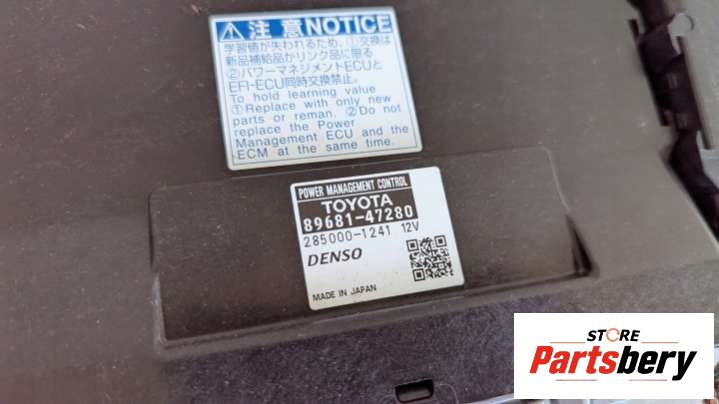 注意NOTICE
学習値が失われるため、①交換は
新品補給品かリンク品に限る
②パワーマネジメントECUと
EFI-ECU同時交換禁止。
To hold learning value
①Replace with only new
parts or reman. ②Do not
replace the Power
Management ECU and the
ECM at the same time.
POWER MANAGEMENT CONTROL
TOYOTA
89681-47280
285000-1241 12V
DENSO
MADE IN JAPAN
STORE
Partsbery